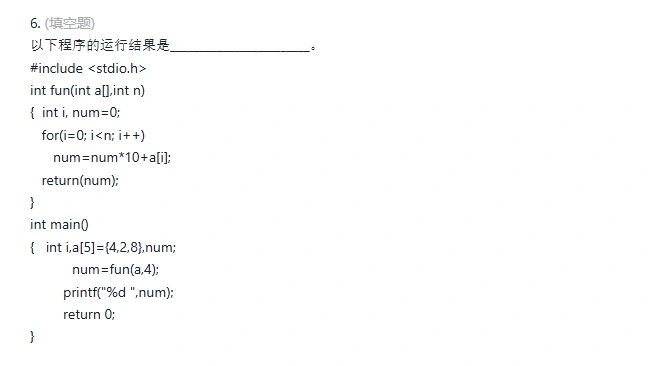 6. (填空题)
以下程序的运行结果是____________________。
#include <stdio.h>
int fun(int a[],int n)
{  int i, num=0;
   for(i=0; i<n; i++)
      num=num*10+a[i];
   return(num);
}
int main()
{   int i,a[5]={4,2,8},num;
           num=fun(a,4);
         printf("%d ",num);
         return 0;
}